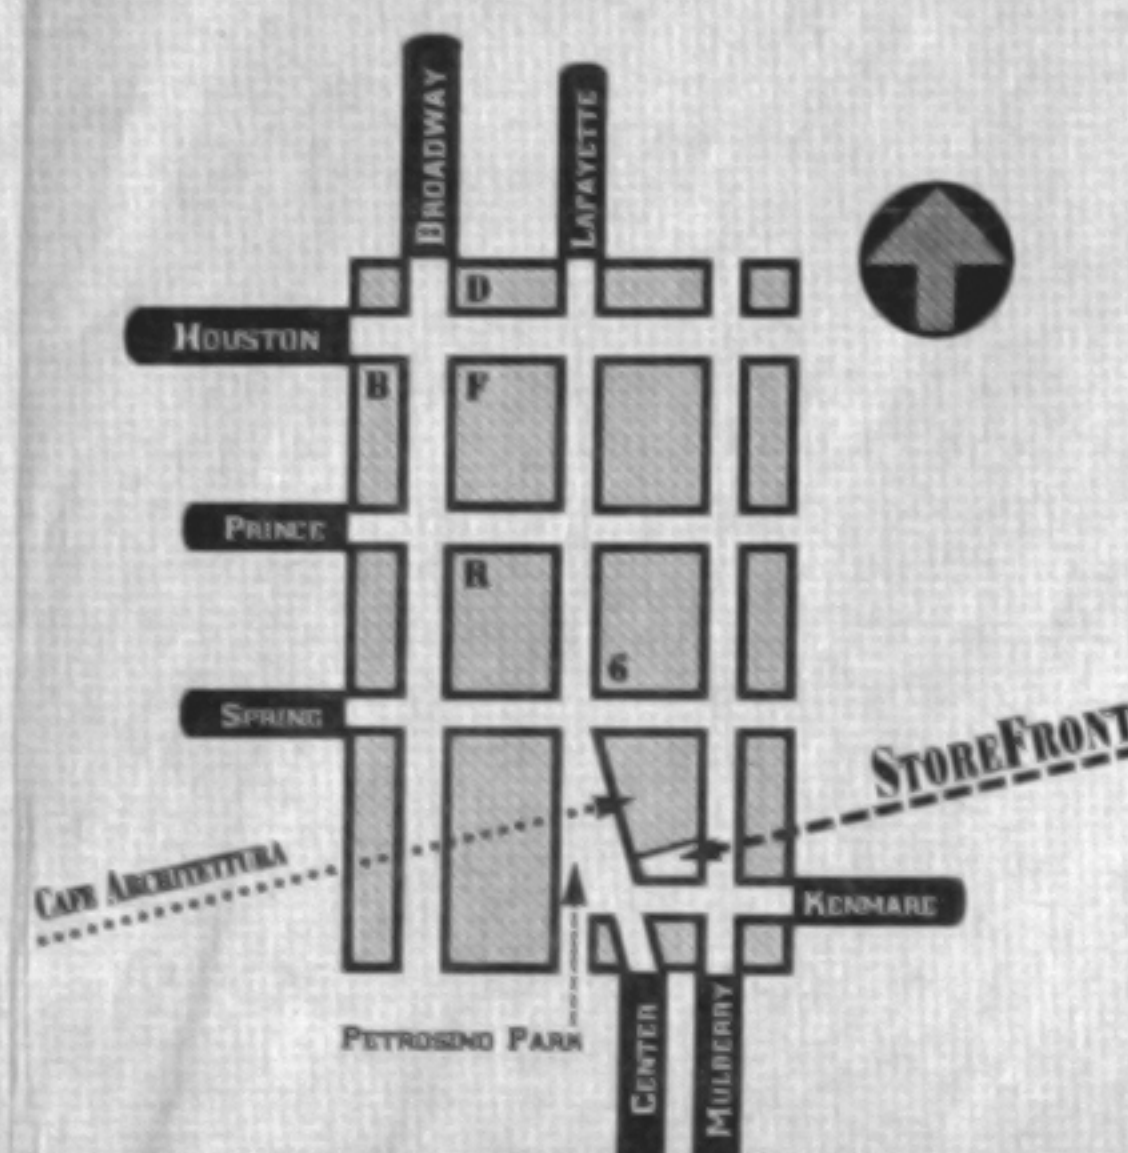 BROADWAY
LAFAYETTE
D
HOUSTON
B
F
PRINCE
R
6
SPRING
STOREFRONT
CAFE ARCHITETTURA
KENMARE
PETROSINO PARK
CENTER
MULBERRY